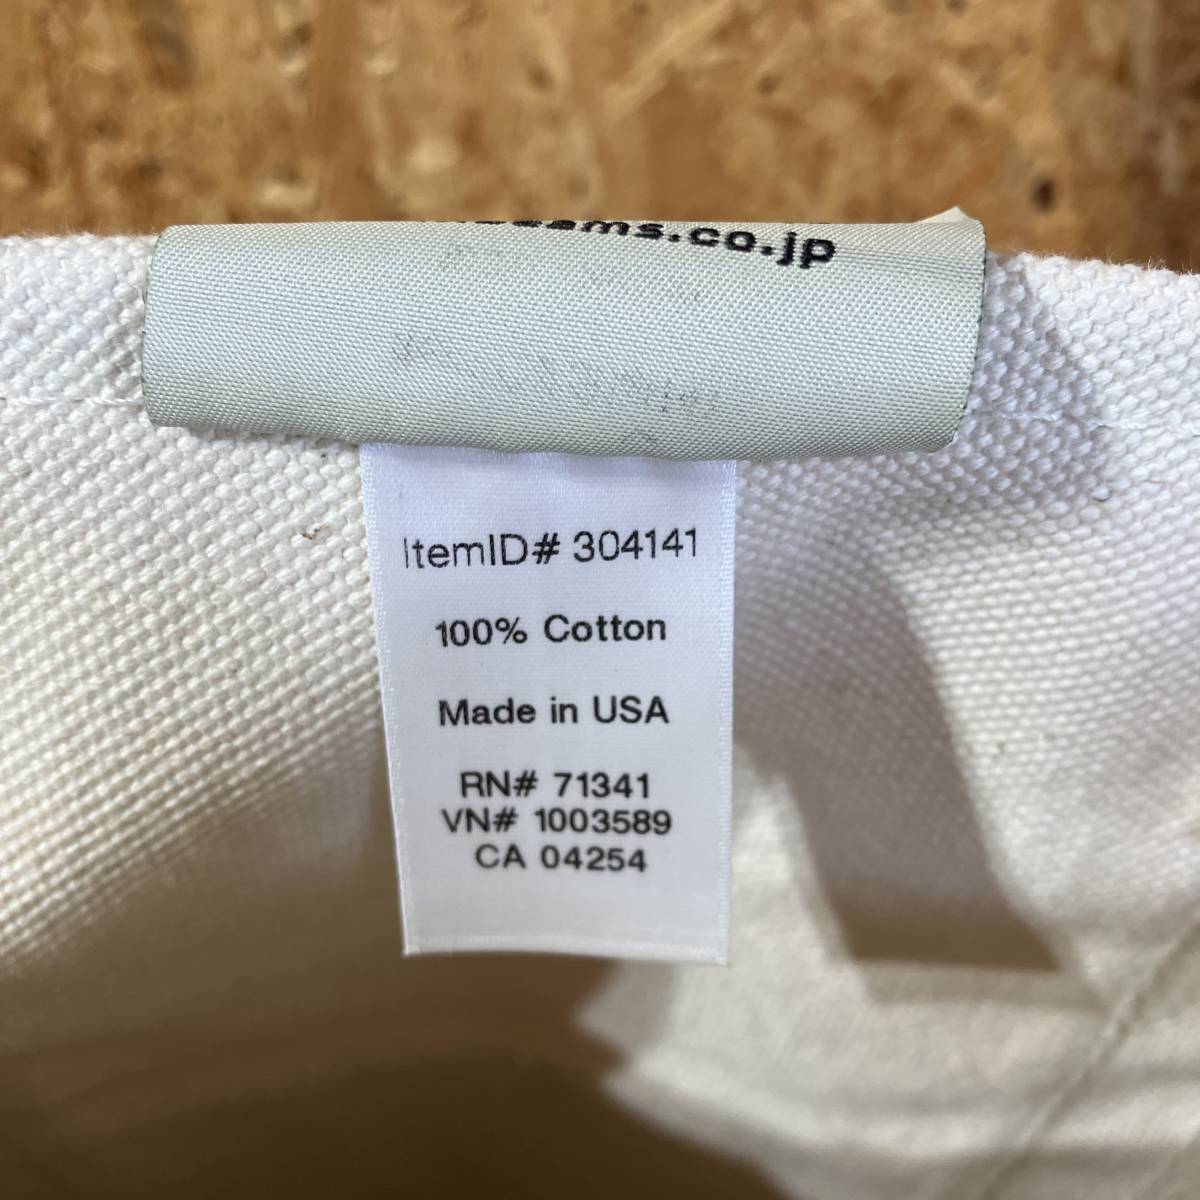 eams.co.jp
ItemID# 304141
100% Cotton
Made in USA
RN# 71341
VN# 1003589
CA 04254